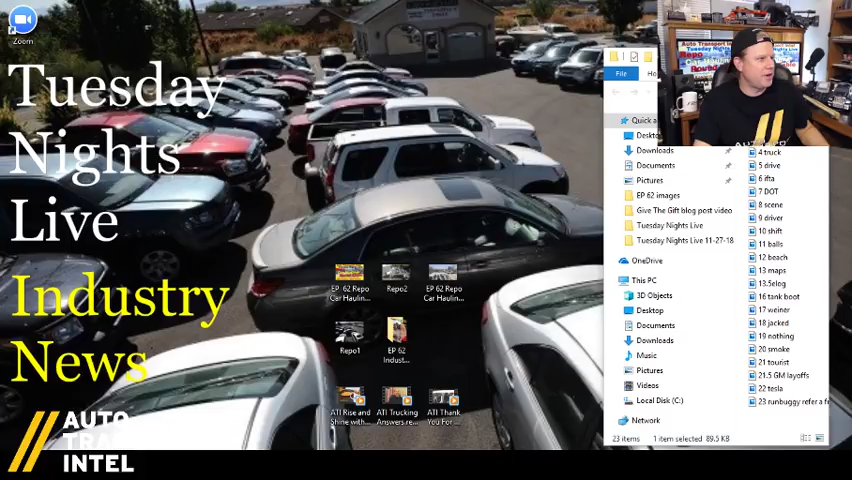 Zoom
Tuesday
Nights
Live
Industry
News
AUTO
TRA
INTEL
EP 62 Repo
Car Haulin...
Repo2
EP 62 Repo
Car Haulin...
Repo1
EP 62
Indust...
ATI Rise and
Shine with...
ATI Trucking
Answers re...
ATI Thank
You For ...
File
Ho
Quick a
Desktop
Downloads
Documents
Pictures
EP 62 images
Give The Gift blog post video
Tuesday Nights Live
Tuesday Nights Live 11-27-18
OneDrive
This PC
3D Objects
Desktop
Documents
Downloads
Music
Pictures
Videos
Local Disk (C:)
Network
4 truck
5 drive
6 ifta
7 DOT
8 scene
9 driver
10 shift
11 balls
12 beach
13 maps
13.5elog
16 tank boot
17 weiner
18 jacked
19 nothing
20 smoke
21 tourist
21.5 GM layoffs
22 tesla
23 runbuggy refer a fr
23 items
1 item selected 89.5 KB